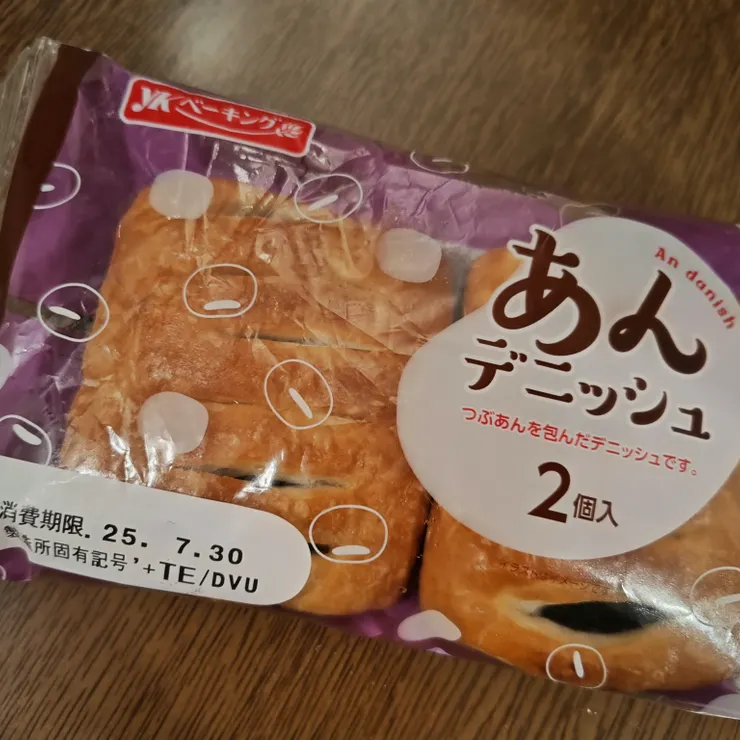 YKベーキング
An danish
あん
デニッシュ
つぶあんを包んだデニッシュです。
2個入
消費期限. 25. 7.30
所固有記号'+TE/DVU